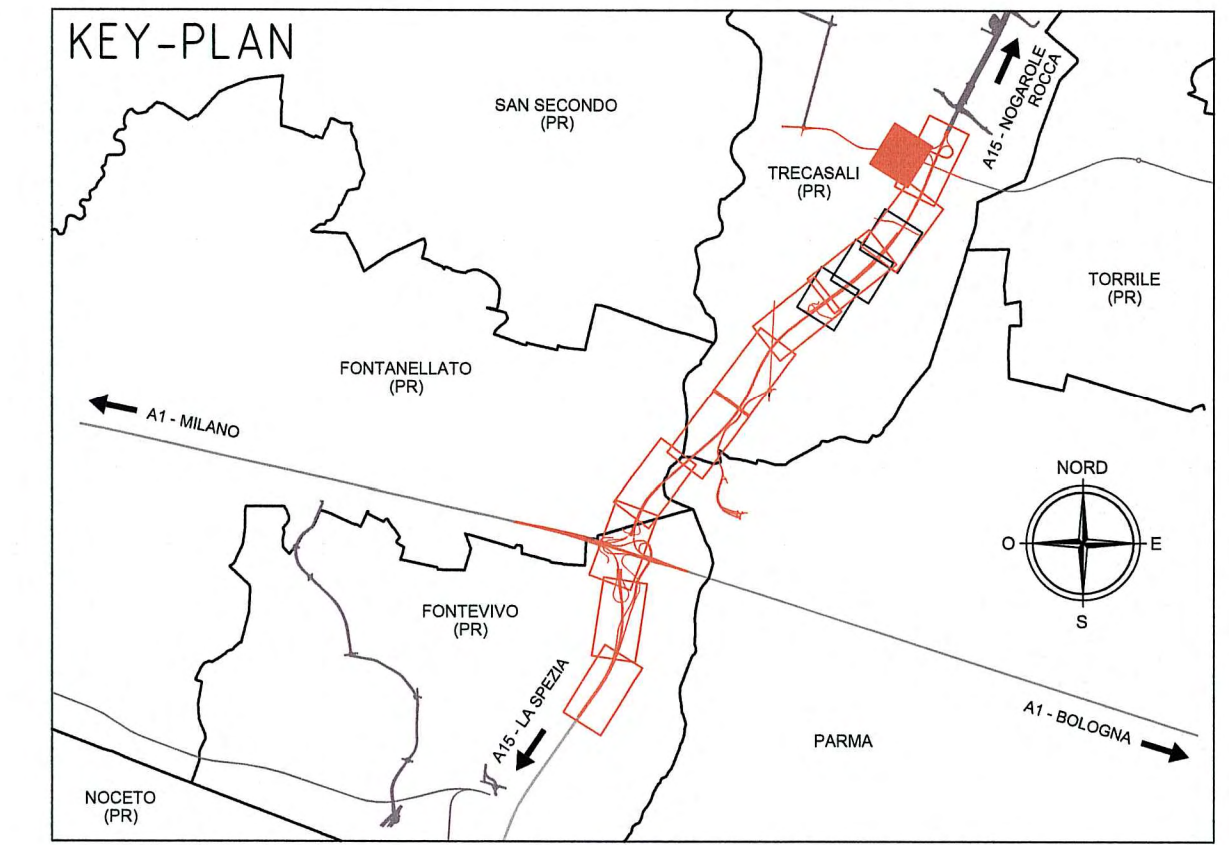 KEY-PLAN
SAN SECONDO
(PR)
A15 - NOGAROLE
ROCCA
TRECASALI
(PR)
TORRILE
(PR)
FONTANELLATO
(PR)
A1 - MILANO
NORD
O
E
S
FONTEVIVO
(PR)
A15 - LA SPEZIA
A1 - BOLOGNA
PARMA
NOCETO
(PR)